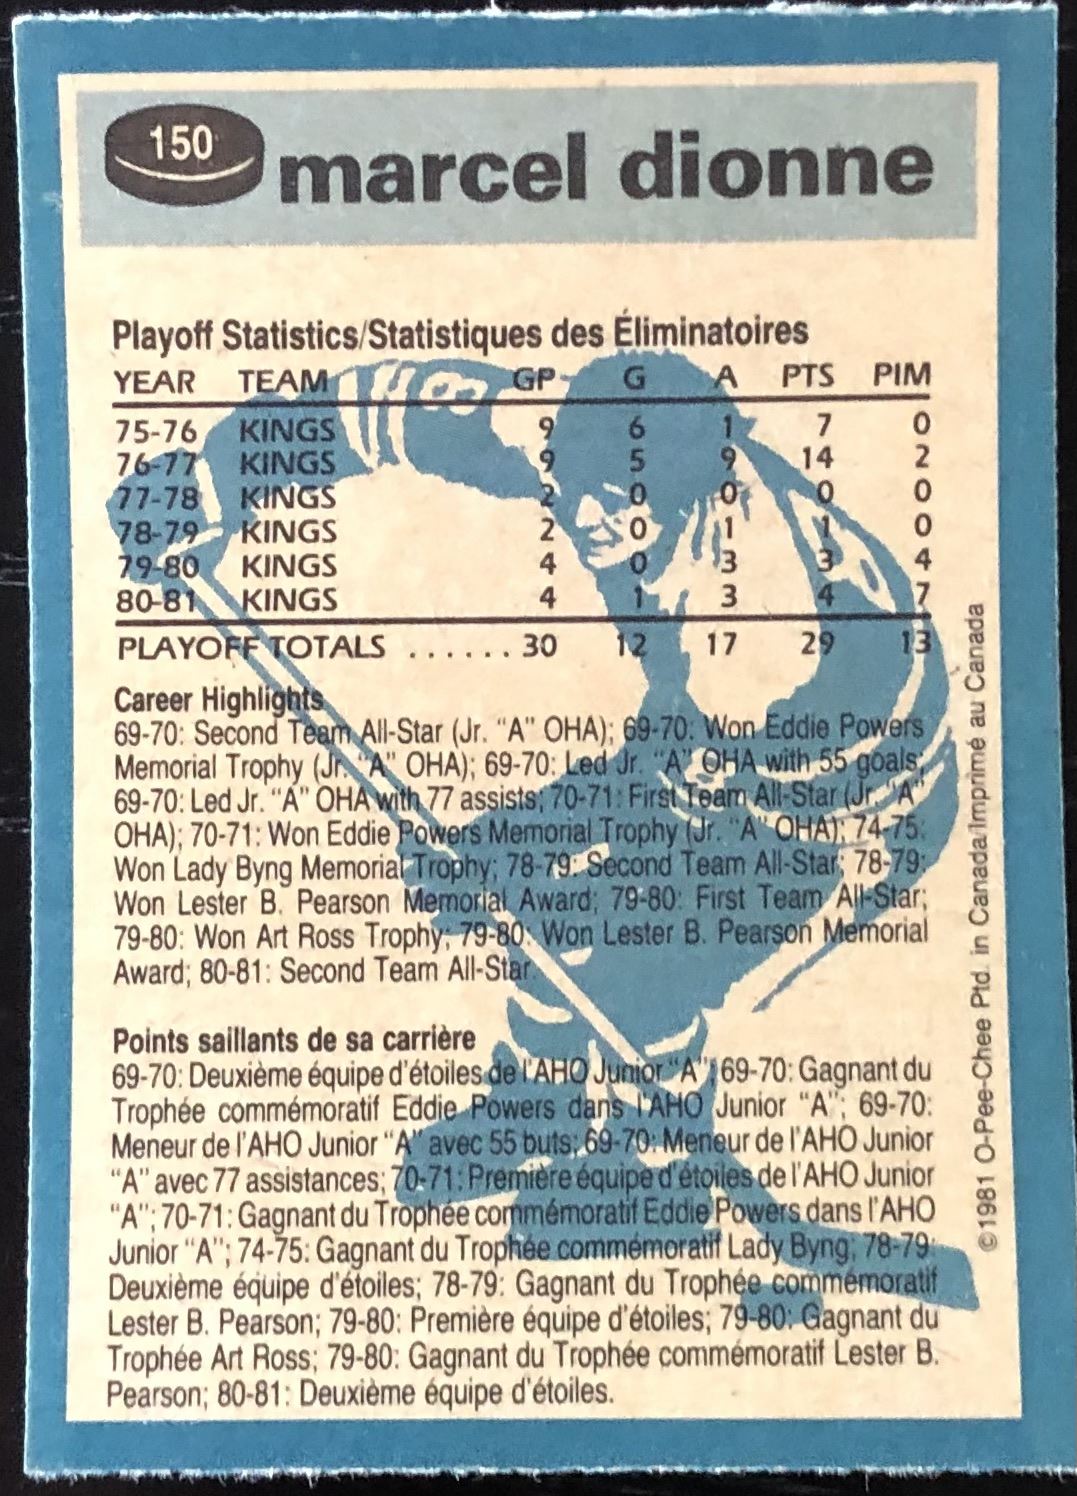 150 marcel dionne
Playoff Statistics/Statistiques des Éliminatoires
YEAR TEAM GP G A PTS PIM
75-76 KINGS 9 6 1 7 0
76-77 KINGS 9 5 9 14 2
77-78 KINGS 2 0 0 0 0
78-79 KINGS 2 0 1 1 0
79-80 KINGS 4 0 3 3 4
80-81 KINGS 4 1 3 4 7
PLAYOFF TOTALS ...... 30 12 17 29 13
Career Highlights
69-70: Second Team All-Star (Jr. "A" OHA); 69-70: Won Eddie Powers
Memorial Trophy (Jr. "A" OHA); 69-70: Led Jr. "A" OHA with 55 goals;
69-70: Led Jr. "A" OHA with 77 assists; 70-71: First Team All-Star (Jr. "A"
OHA); 70-71: Won Eddie Powers Memorial Trophy (Jr. "A" OHA); 74-75:
Won Lady Byng Memorial Trophy; 78-79: Second Team All-Star; 78-79:
Won Lester B. Pearson Memorial Award; 79-80: First Team All-Star;
79-80: Won Art Ross Trophy; 79-80: Won Lester B. Pearson Memorial
Award; 80-81: Second Team All-Star.
Points saillants de sa carrière
69-70: Deuxième équipe d'étoiles de l'AHO Junior "A"; 69-70: Gagnant du
Trophée commémoratif Eddie Powers dans l'AHO Junior "A"; 69-70:
Meneur de l'AHO Junior "A" avec 55 buts; 69-70: Meneur de l'AHO Junior
"A" avec 77 assistances; 70-71: Première équipe d'étoiles de l'AHO Junior
"A"; 70-71: Gagnant du Trophée commémoratif Eddie Powers dans l'AHO
Junior "A"; 74-75: Gagnant du Trophée commémoratif Lady Byng; 78-79:
Deuxième équipe d'étoiles; 78-79: Gagnant du Trophée commémoratif
Lester B. Pearson; 79-80: Première équipe d'étoiles; 79-80: Gagnant du
Trophée Art Ross; 79-80: Gagnant du Trophée commémoratif Lester B.
Pearson; 80-81: Deuxième équipe d'étoiles.
©1981 O-Pee-Chee Ptd. in Canada/Imprimé au Canada